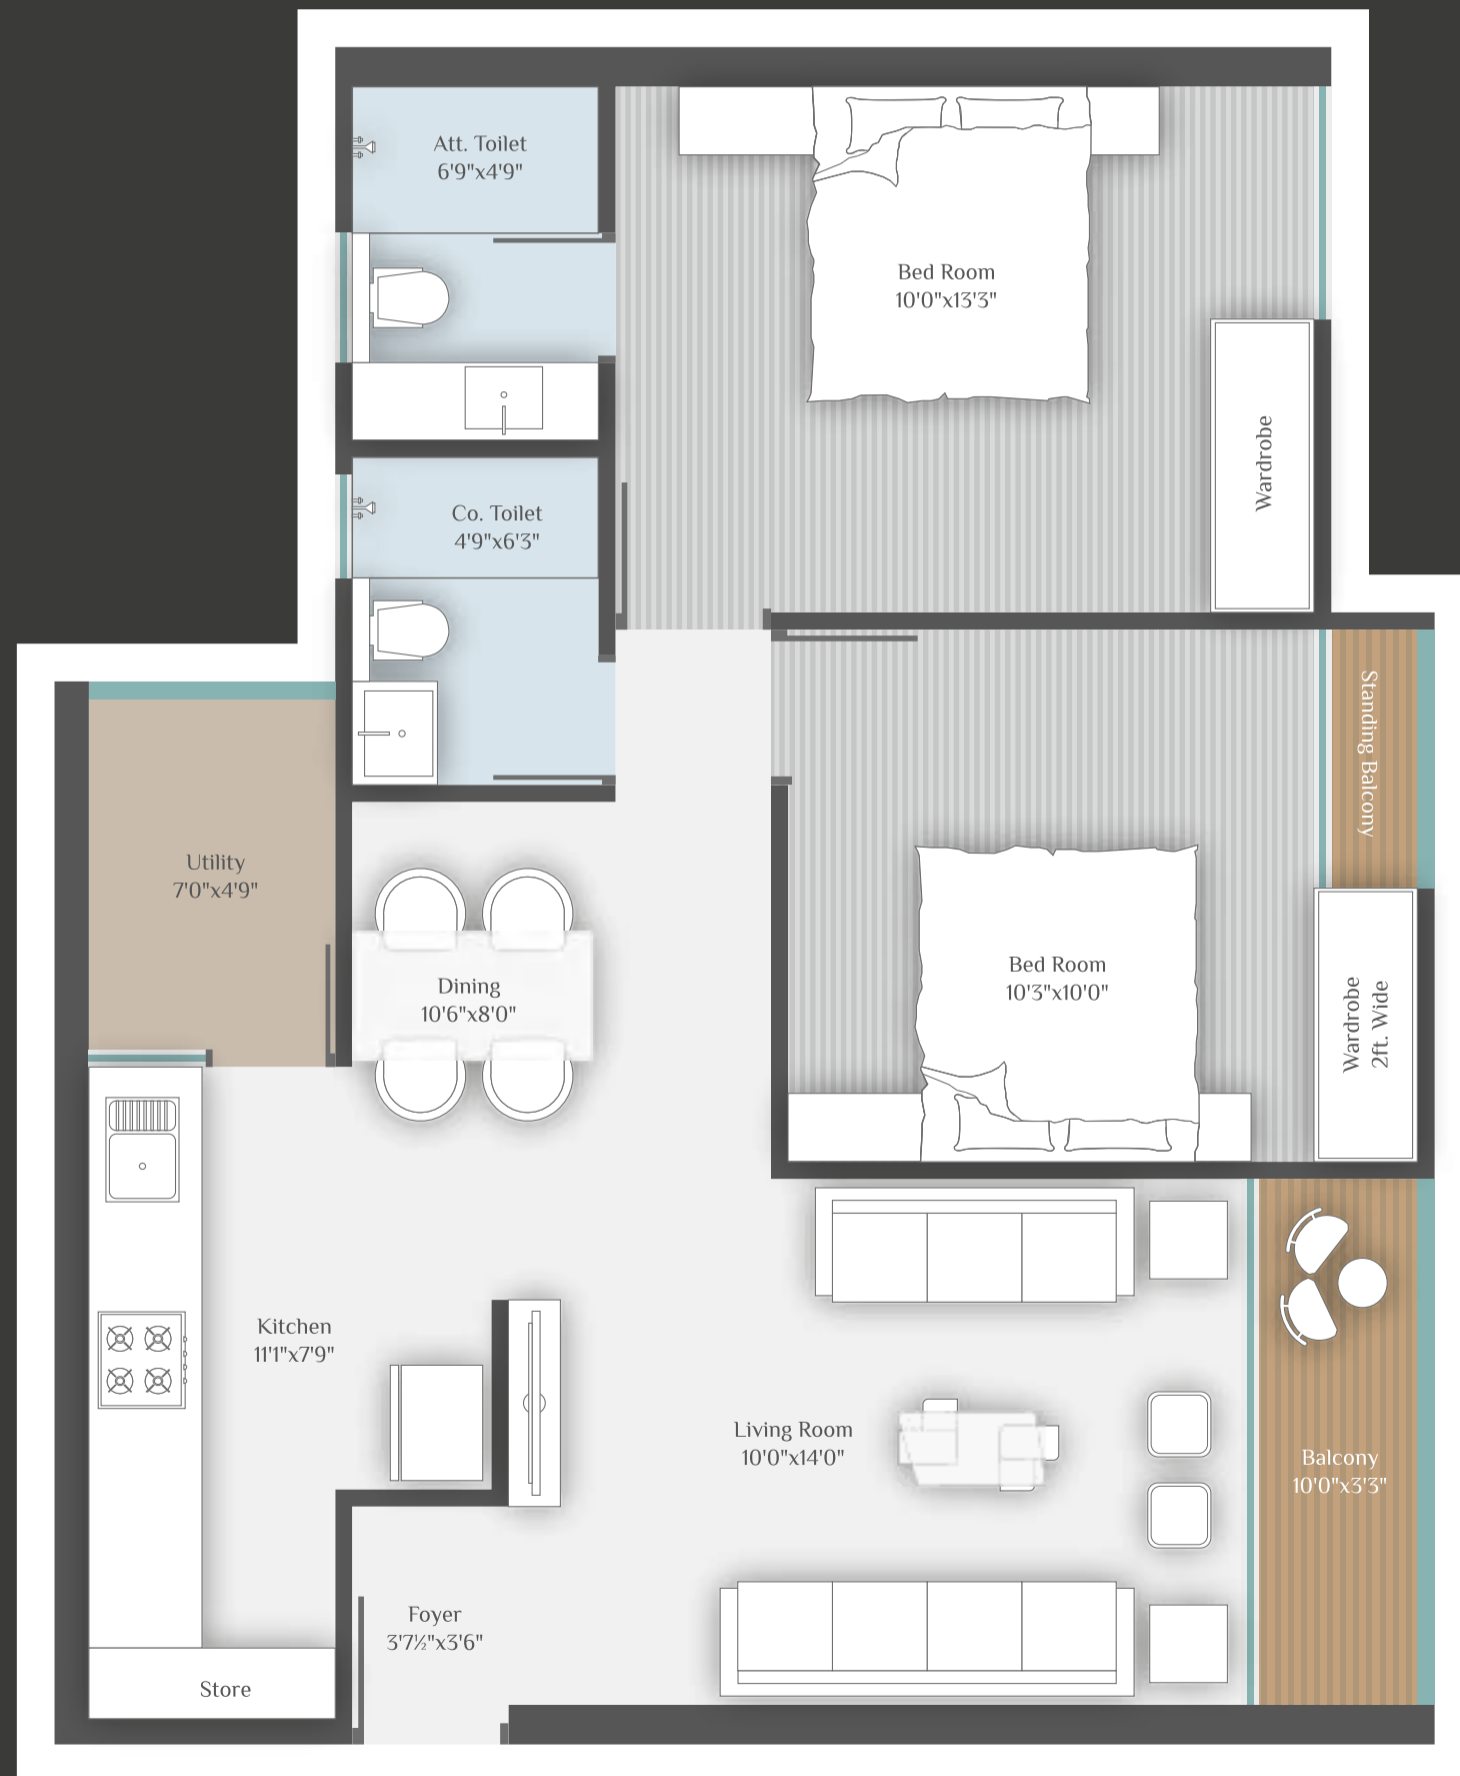 Att. Toilet
6'9"x4'9"
Bed Room
10'0"x13'3"
Wardrobe
Co. Toilet
4'9"x6'3"
Standing Balcony
Utility
7'0"x4'9"
Dining
10'6"x8'0"
Bed Room
10'3"x10'0"
Wardrobe
2ft. Wide
Kitchen
11'1"x7'9"
Living Room
10'0"x14'0"
Balcony
10'0"x3'3"
Foyer
3'7½"x3'6"
Store